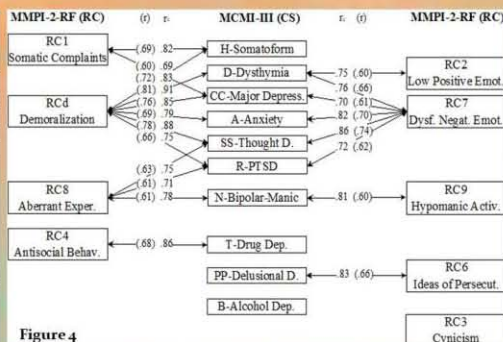 MMPI-2-RF (RC) (r) rₜ MCMI-III (CS) rₜ (r) MMPI-2-RF (RC)
RC1
Somatic Complaints
(.69) .82
H-Somatoform
(.60) .69
(.72) .83
D-Dysthymia
.75 (.60)
RC2
Low Positive Emot.
(.81) .91
.76 (.66)
RCd
Demoralization
(.76) .85
CC-Major Depress.
.70 (.61)
RC7
Dysf. Negat. Emot.
(.69) .79
A-Anxiety
.82 (.70)
(.78) .88
SS-Thought D.
.86 (.74)
(.66) .75
.72 (.62)
(.63) .75
R-PTSD
(.61) .71
RC8
Aberrant Exper.
(.61) .78
N-Bipolar-Manic
.81 (.60)
RC9
Hypomanic Activ.
RC4
Antisocial Behav.
(.68) .86
T-Drug Dep.
PP-Delusional D.
.83 (.66)
RC6
Ideas of Persecut.
B-Alcohol Dep.
RC3
Cynicism
Figure 4